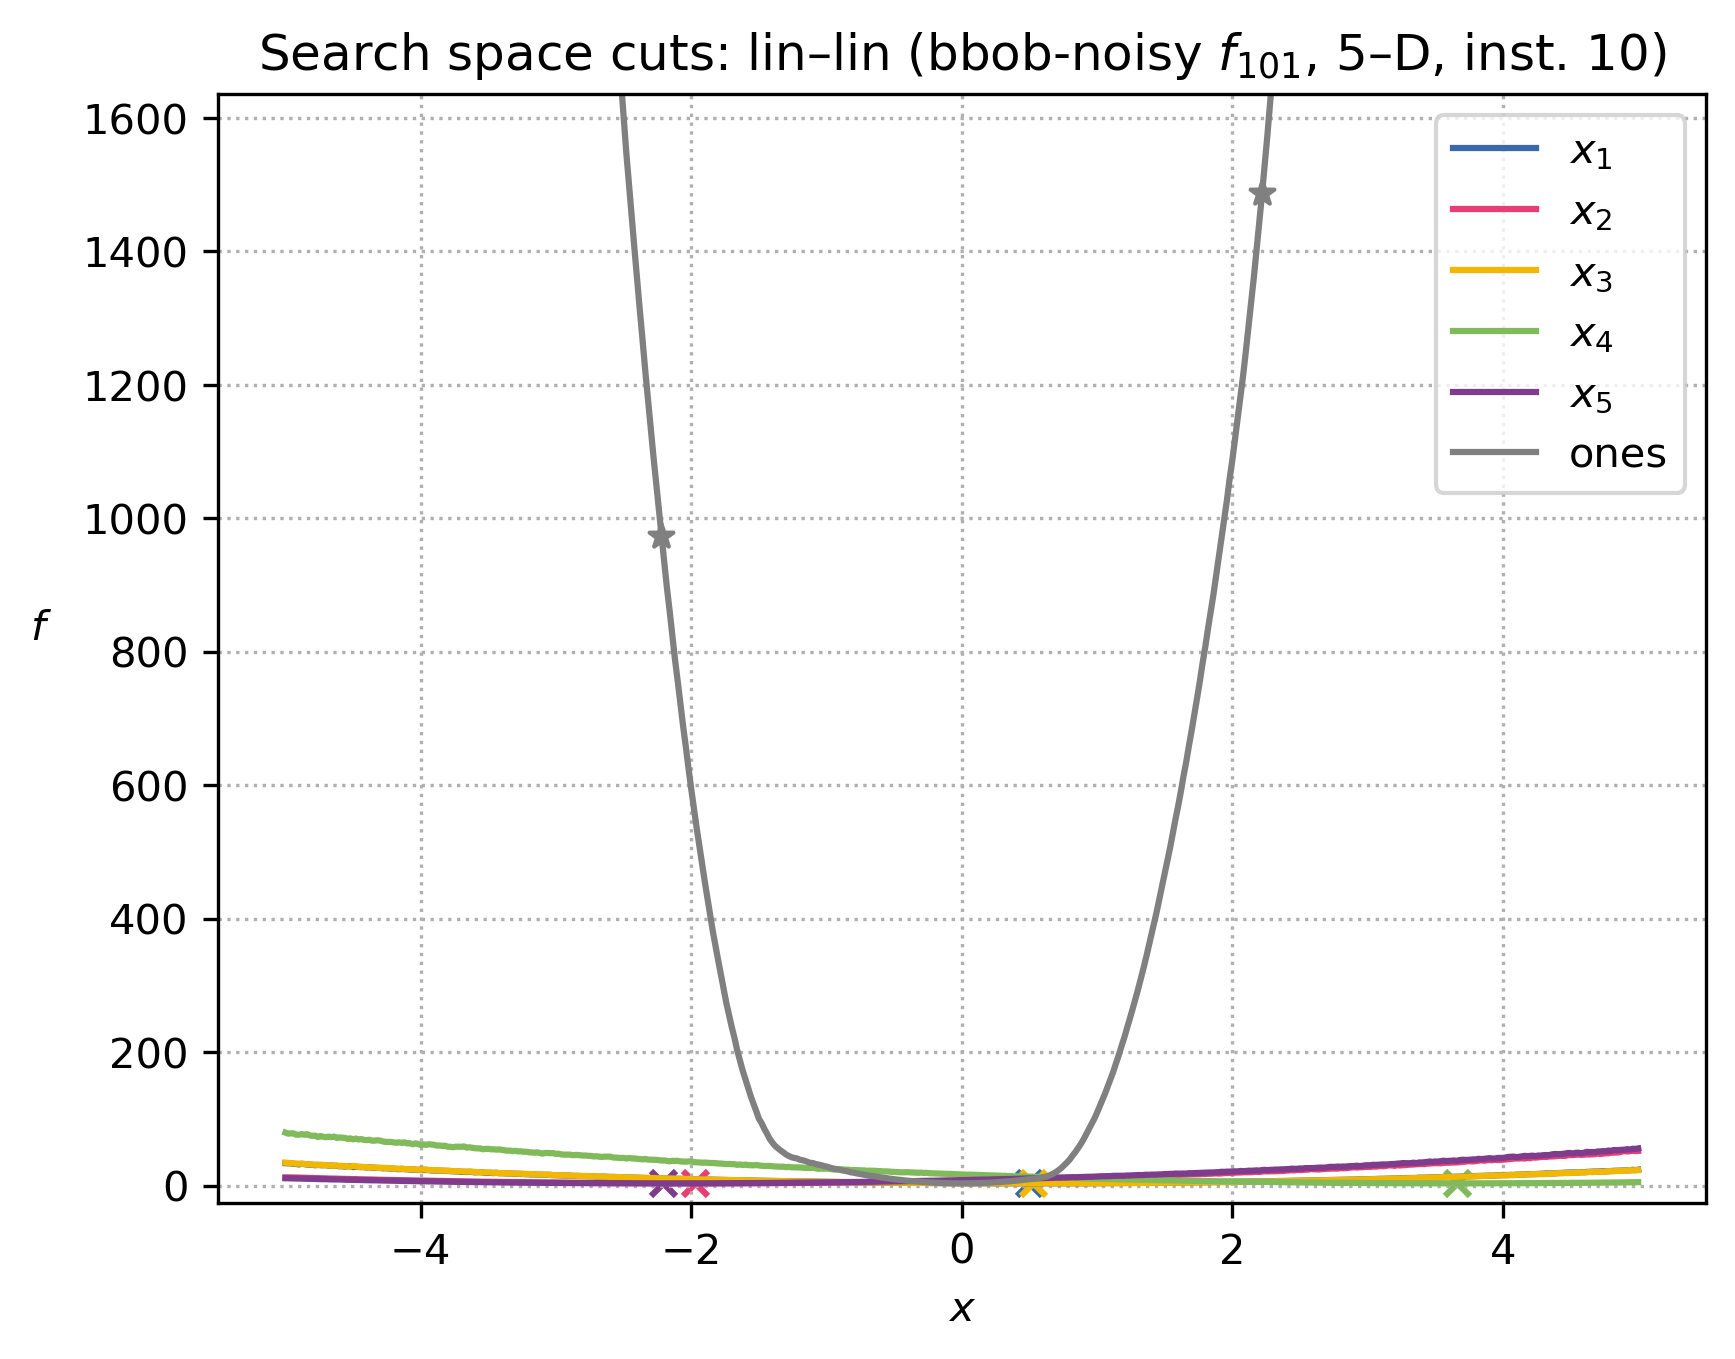 Search space cuts: lin–lin (bbob-noisy f₁₀₁, 5–D, inst. 10)
1600
1400
1200
1000
800
600
400
200
0
f
−4
−2
0
2
4
x
x₁
x₂
x₃
x₄
x₅
ones